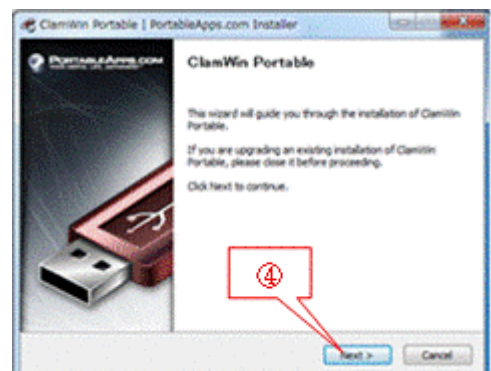 ClamWin Portable | PortableApps.com Installer
PORTABLEAPPS.COM
ClamWin Portable
This wizard will guide you through the installation of ClamWin
Portable.
If you are upgrading an existing installation of ClamWin
Portable, please close it before proceeding.
Click Next to continue.
④
Next >
Cancel